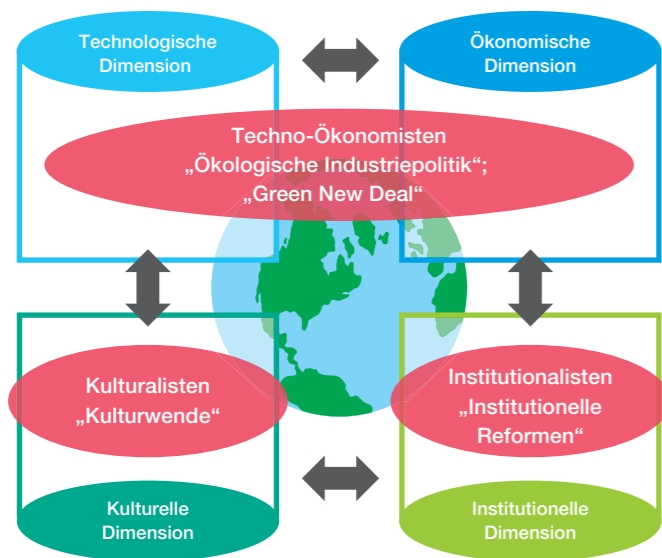 Technologische
Dimension
Ökonomische
Dimension
Techno-Ökonomisten
„Ökologische Industriepolitik“;
„Green New Deal“
Kulturalisten
„Kulturwende“
Institutionalisten
„Institutionelle
Reformen“
Kulturelle
Dimension
Institutionelle
Dimension